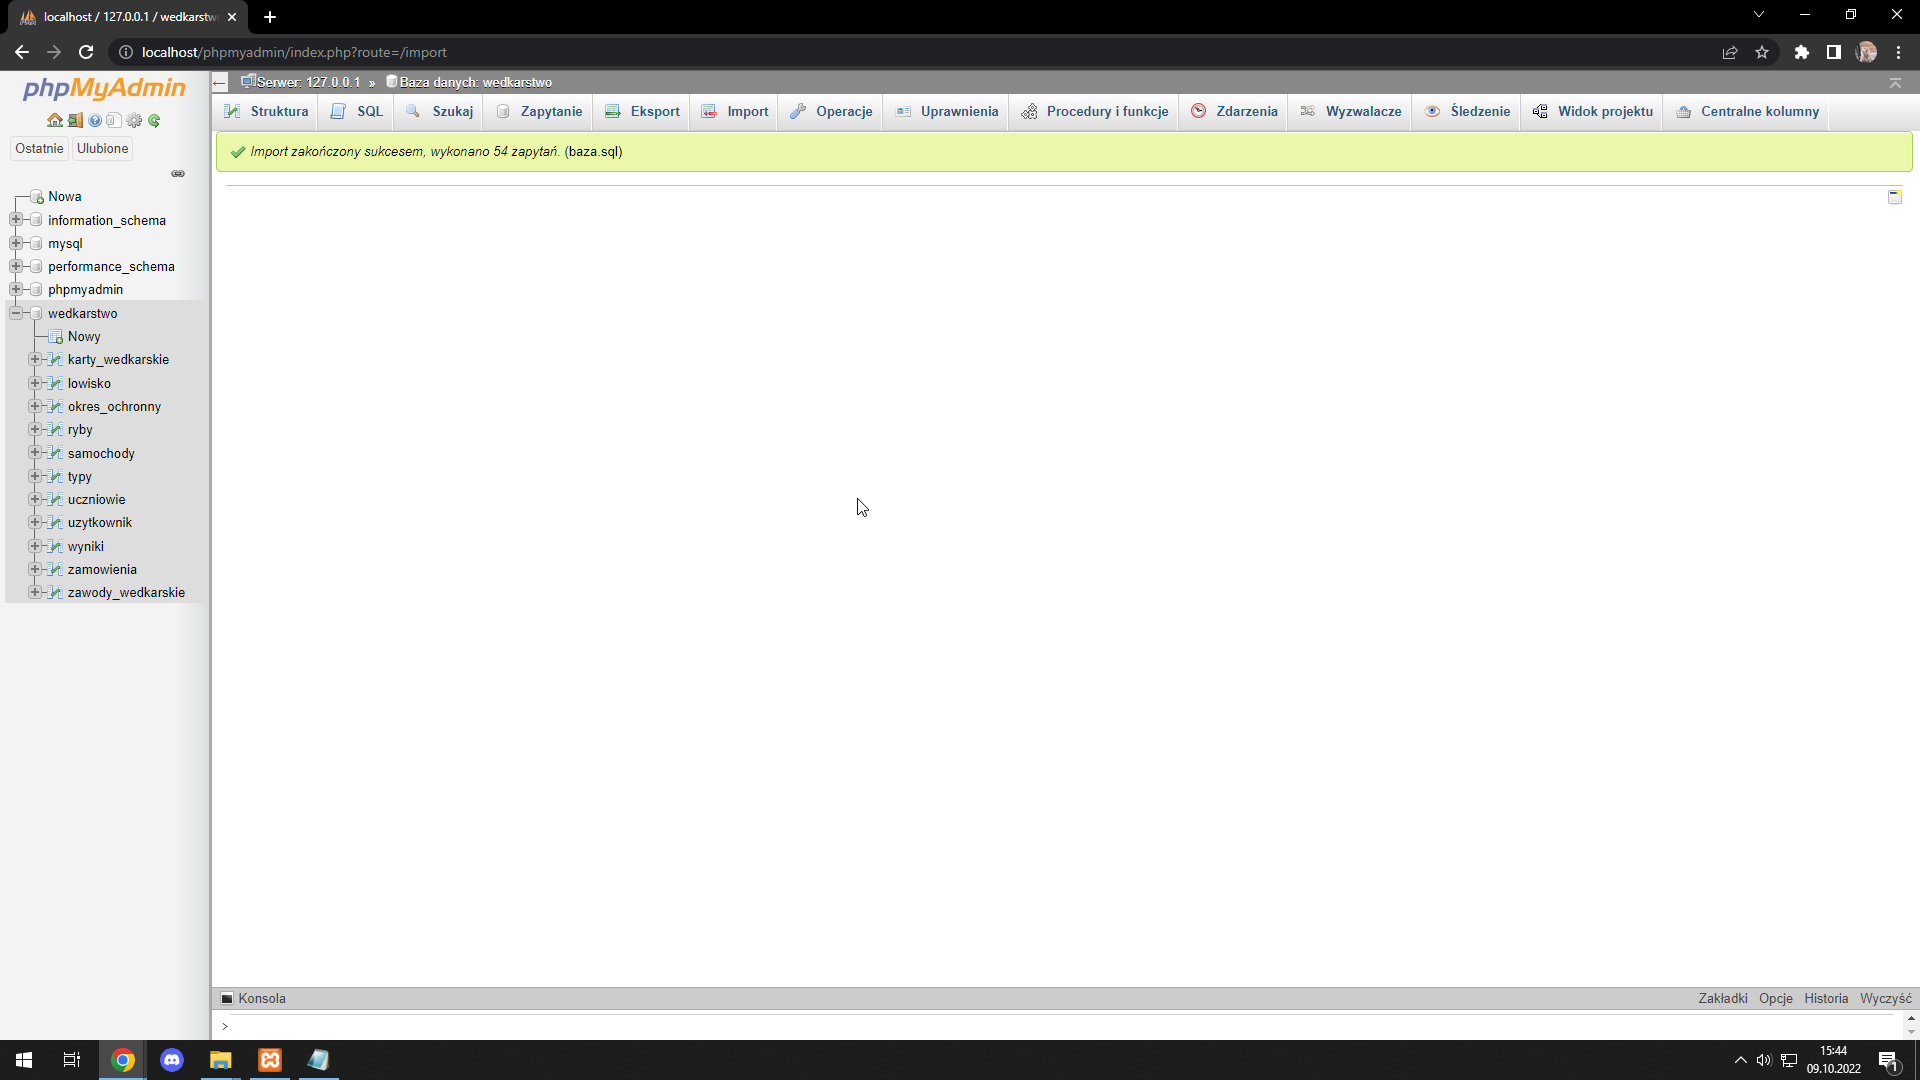 localhost / 127.0.0.1 / wedkarstw
localhost/phpmyadmin/index.php?route=/import
phpMyAdmin
Ostatnie Ulubione
Nowa
information_schema
mysql
performance_schema
phpmyadmin
wedkarstwo
Nowy
karty_wedkarskie
lowisko
okres_ochronny
ryby
samochody
typy
uczniowie
uzytkownik
wyniki
zamowienia
zawody_wedkarskie
Serwer: 127.0.0.1 » Baza danych: wedkarstwo
Struktura SQL Szukaj Zapytanie Eksport Import Operacje Uprawnienia Procedury i funkcje Zdarzenia Wyzwalacze Śledzenie Widok projektu Centralne kolumny
Import zakończony sukcesem, wykonano 54 zapytań. (baza.sql)
Konsola Zakładki Opcje Historia Wyczyść
>
15:44
09.10.2022
1